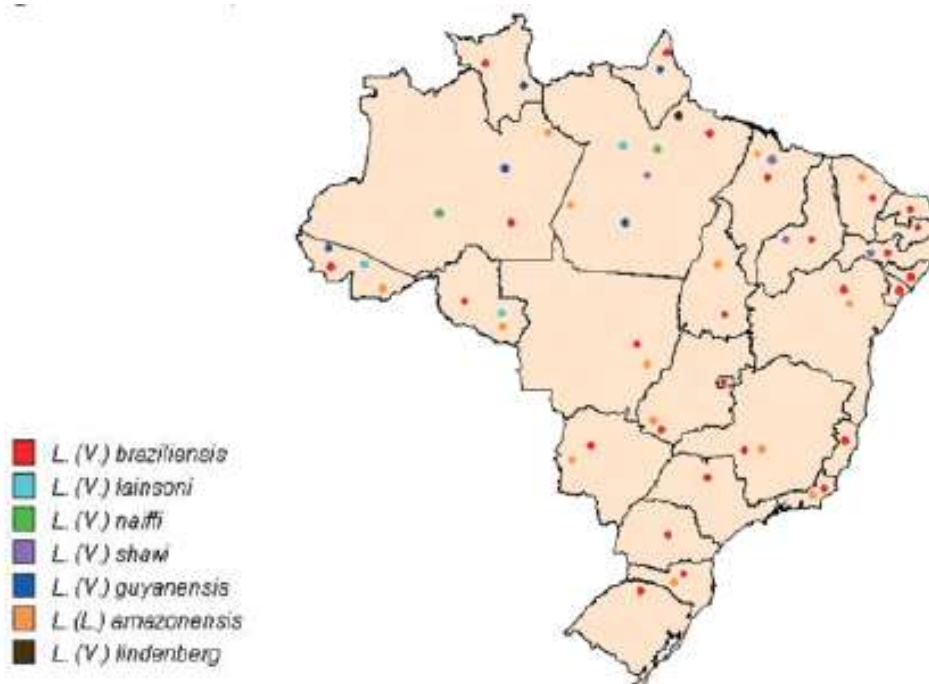 L. (V.) braziliensis
L. (V.) lainsoni
L. (V.) naiffi
L. (V.) shawi
L. (V.) guyanensis
L. (L.) amazonensis
L. (V.) lindenberg